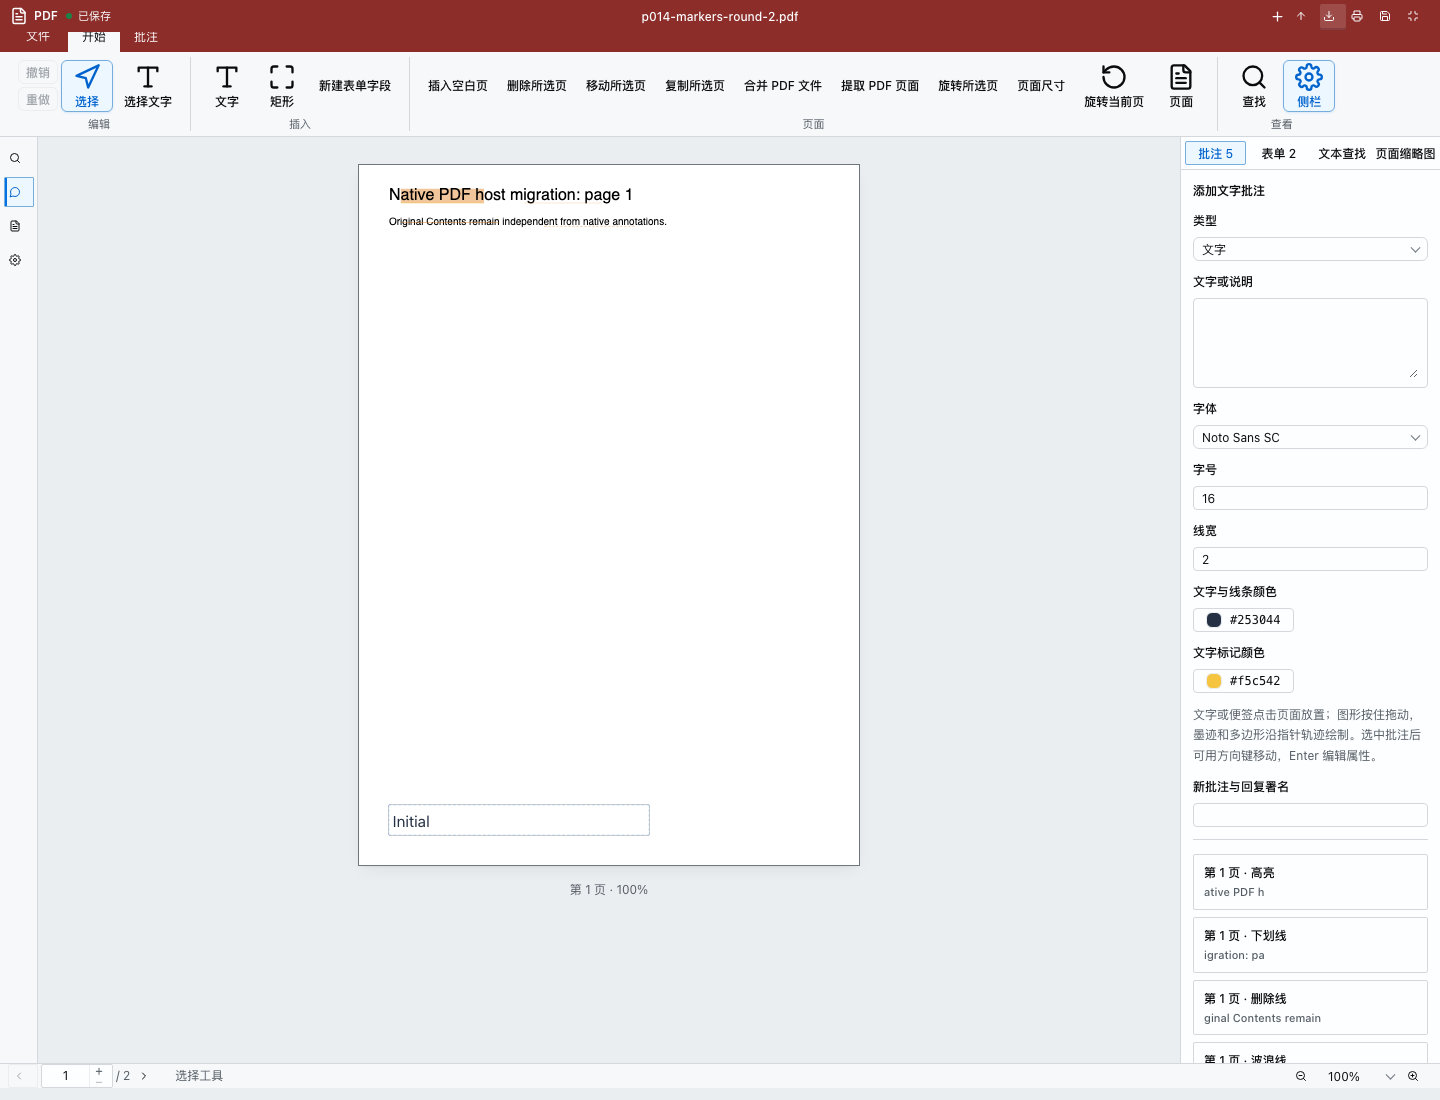 PDF 已保存
p014-markers-round-2.pdf
文件 开始 批注
撤销
重做
选择
选择文字
编辑
文字
矩形
新建表单字段
插入
插入空白页 删除所选页 移动所选页 复制所选页 合并 PDF 文件 提取 PDF 页面 旋转所选页 页面尺寸
旋转当前页
页面
页面
查找
侧栏
查看
Native PDF host migration: page 1
Original Contents remain independent from native annotations.
Initial
第 1 页 · 100%
批注 5 表单 2 文本查找 页面缩略图
添加文字批注
类型
文字
文字或说明
字体
Noto Sans SC
字号
16
线宽
2
文字与线条颜色
#253044
文字标记颜色
#f5c542
文字或便签点击页面放置；图形按住拖动，
墨迹和多边形沿指针轨迹绘制。选中批注后
可用方向键移动，Enter 编辑属性。
新批注与回复署名
第 1 页 · 高亮
ative PDF h
第 1 页 · 下划线
igration: pa
第 1 页 · 删除线
ginal Contents remain
第 1 页 · 波浪线
1 / 2 选择工具
100%